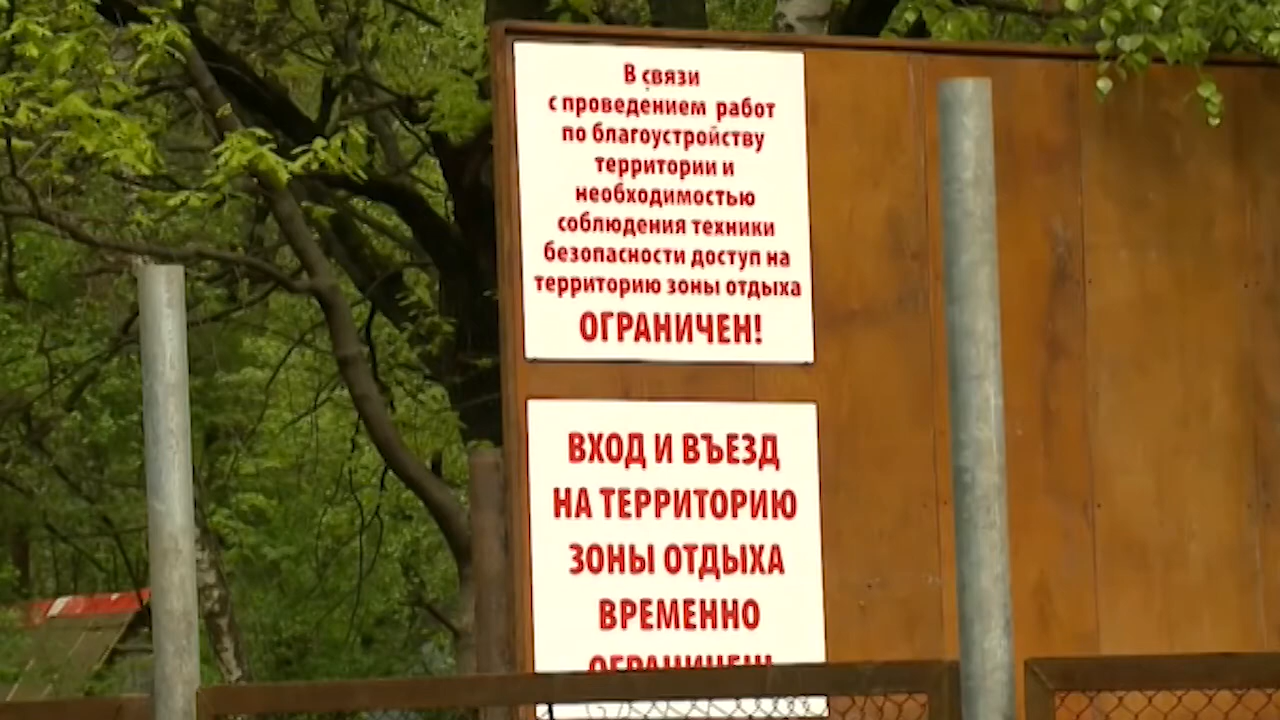 В связи
с проведением работ
по благоустройству
территории и
необходимостью
соблюдения техники
безопасности доступ на
территорию зоны отдыха
ОГРАНИЧЕН!
ВХОД И ВЪЕЗД
НА ТЕРРИТОРИЮ
ЗОНЫ ОТДЫХА
ВРЕМЕННО
ОГРАНИЧЕН!